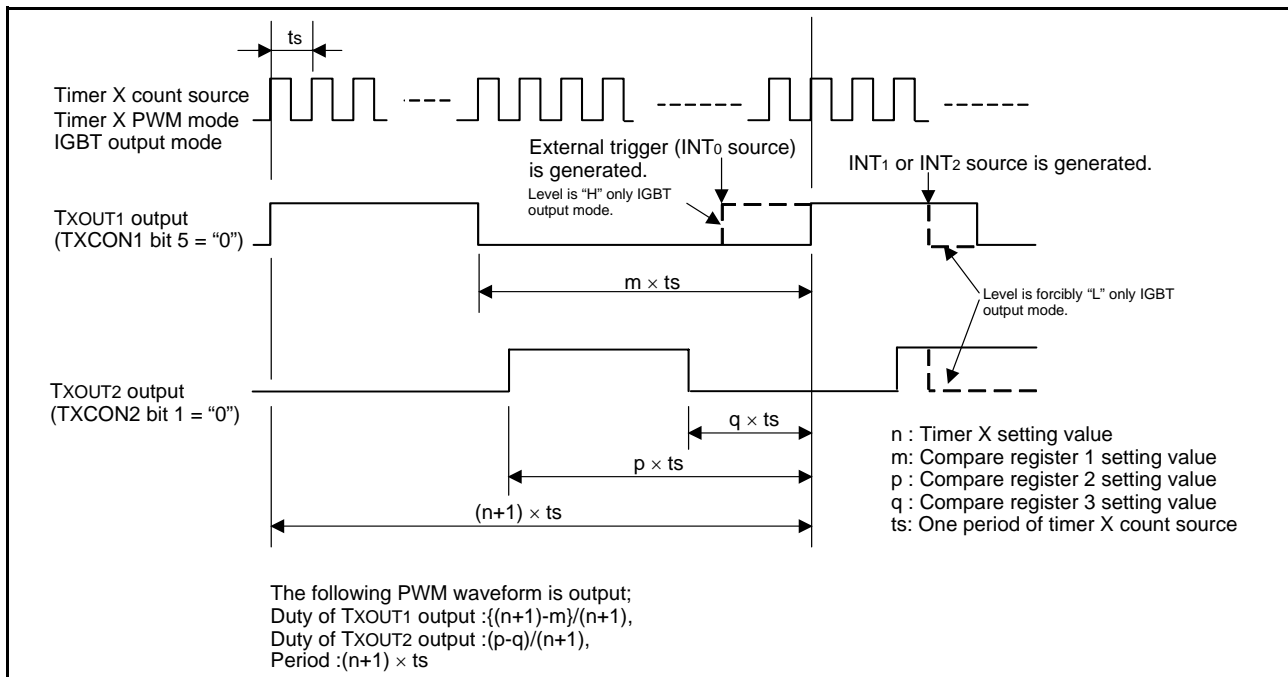 ts
Timer X count source
Timer X PWM mode
IGBT output mode
External trigger (INT0 source)
is generated.
Level is “H” only IGBT
output mode.
INT1 or INT2 source is generated.
TXOUT1 output
(TXCON1 bit 5 = “0”)
m × ts
Level is forcibly “L” only IGBT
output mode.
TXOUT2 output
(TXCON2 bit 1 = “0”)
q × ts
p × ts
(n+1) × ts
n : Timer X setting value
m: Compare register 1 setting value
p : Compare register 2 setting value
q : Compare register 3 setting value
ts: One period of timer X count source
The following PWM waveform is output;
Duty of TXOUT1 output :{(n+1)-m}/(n+1),
Duty of TXOUT2 output :(p-q)/(n+1),
Period :(n+1) × ts